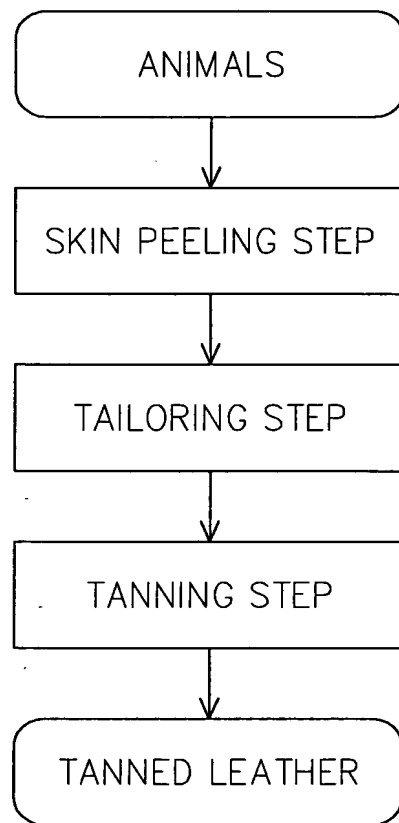 ANIMALS
SKIN PEELING STEP
TAILORING STEP
TANNING STEP
TANNED LEATHER